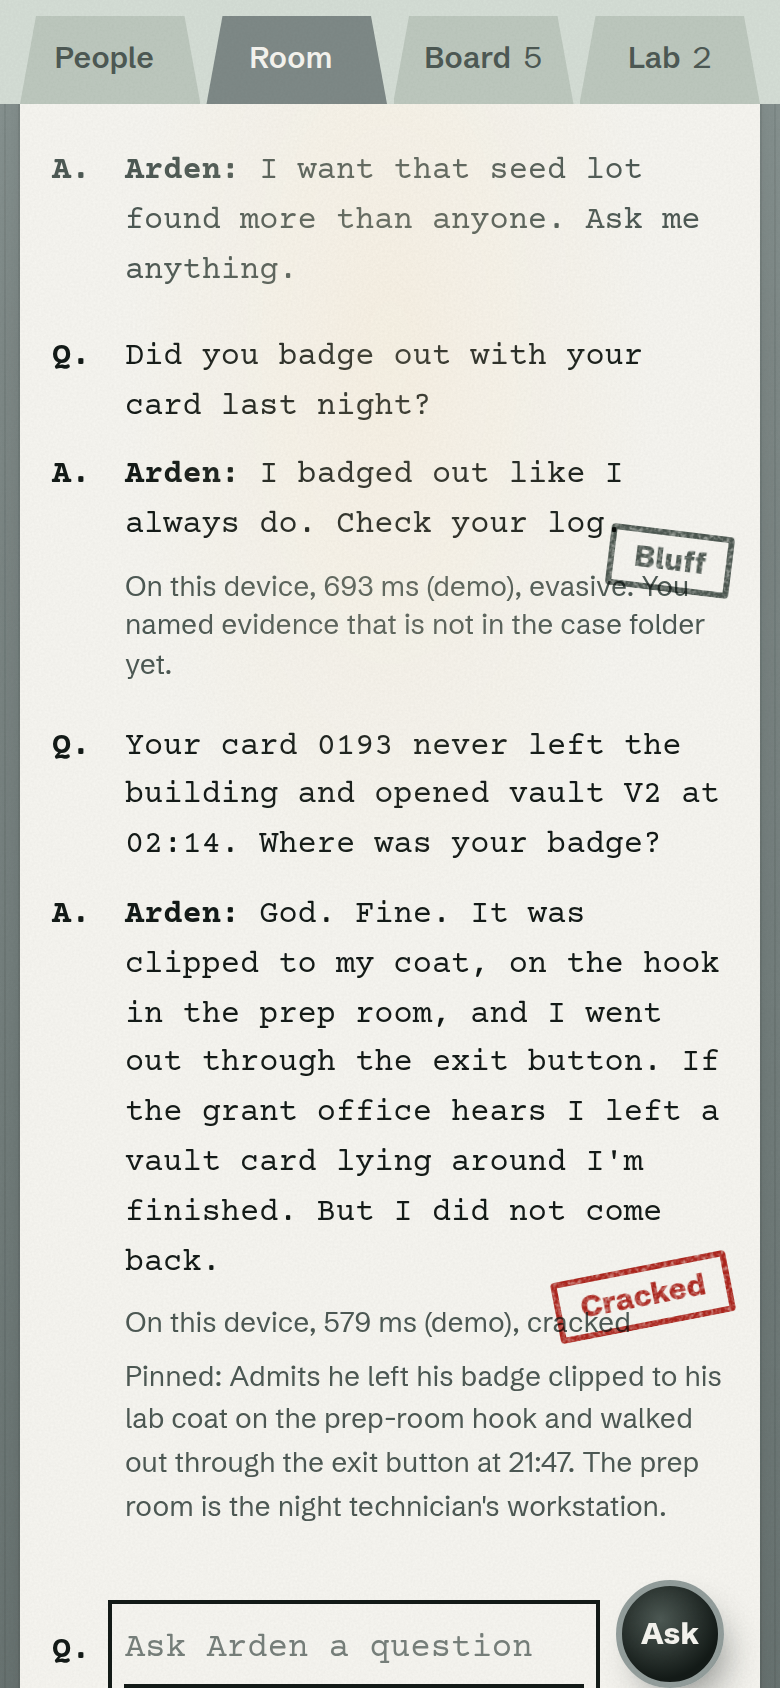 People
Room
Board 5
Lab 2
A. Arden: I want that seed lot
found more than anyone. Ask me
anything.
Q. Did you badge out with your
card last night?
A. Arden: I badged out like I
always do. Check your log.
Bluff
On this device, 693 ms (demo), evasive. You
named evidence that is not in the case folder
yet.
Q. Your card 0193 never left the
building and opened vault V2 at
02:14. Where was your badge?
A. Arden: God. Fine. It was
clipped to my coat, on the hook
in the prep room, and I went
out through the exit button. If
the grant office hears I left a
vault card lying around I'm
finished. But I did not come
back.
Cracked
On this device, 579 ms (demo), cracked
Pinned: Admits he left his badge clipped to his
lab coat on the prep-room hook and walked
out through the exit button at 21:47. The prep
room is the night technician's workstation.
Q. Ask Arden a question
Ask